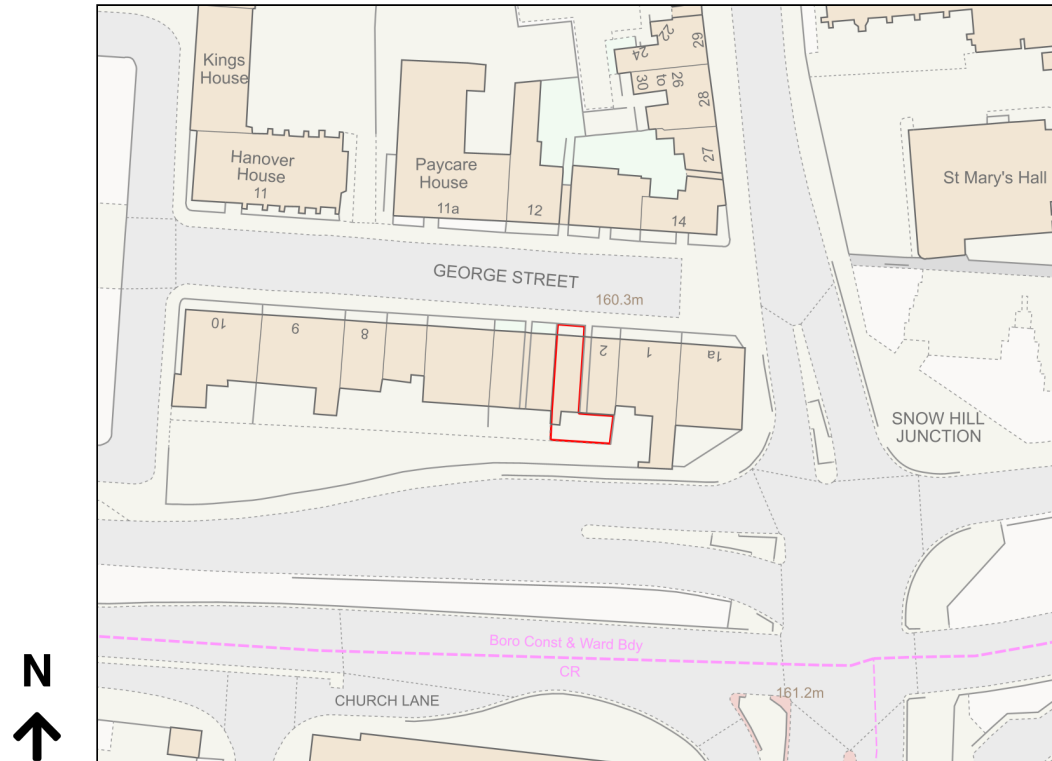 Kings
House
22
24
29
30
to
26
28
27
Hanover
House
11
Paycare
House
11a
12
14
St Mary's Hall
GEORGE STREET
160.3m
10
9
8
2
1
1a
SNOW HILL
JUNCTION
Boro Const & Ward Bdy
CR
CHURCH LANE
161.2m
N